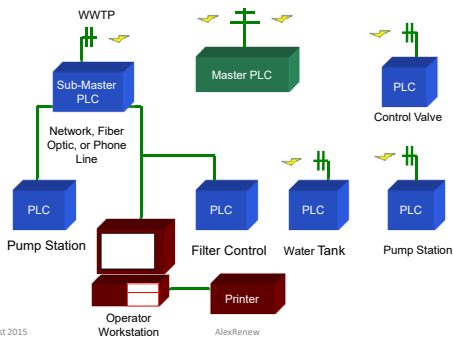 WWTP
Sub-Master
PLC
Master PLC
PLC
Control Valve
Network, Fiber
Optic, or Phone
Line
PLC
Pump Station
PLC
Filter Control
PLC
Water Tank
PLC
Pump Station
Printer
Operator
Workstation
2015
AlexRenew